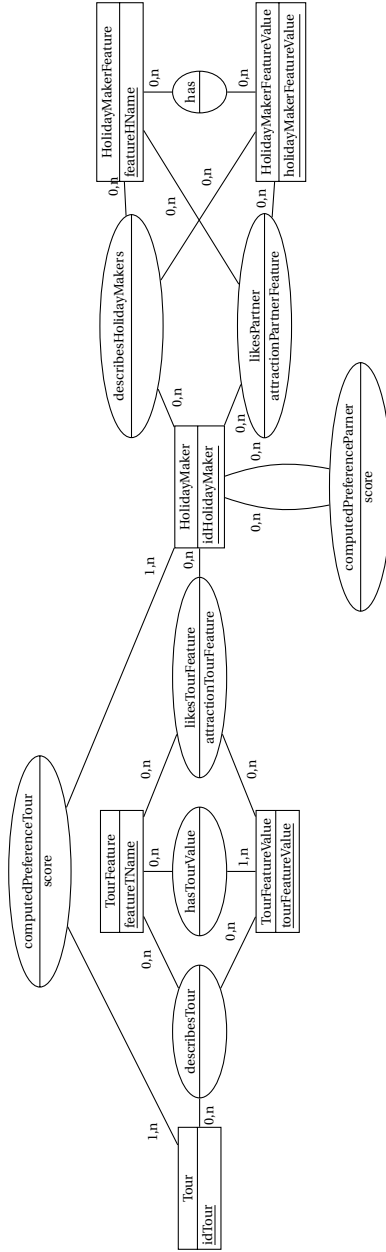 computedPreferenceTour
score
1,n
1,n
Tour
idTour
0,n
describesTour
0,n
0,n
TourFeature
featureTName
0,n
hasTourValue
1,n
TourFeatureValue
tourFeatureValue
0,n
0,n
likesTourFeature
attractionTourFeature
0,n
HolidayMaker
idHolidayMaker
0,n
0,n
computedPreferenceParner
score
0,n
0,n
describesHolidayMakers
0,n
0,n
likesPartner
attractionPartnerFeature
0,n
0,n
HolidayMakerFeature
featureHName
0,n
has
0,n
HolidayMakerFeatureValue
holidayMakerFeatureValue